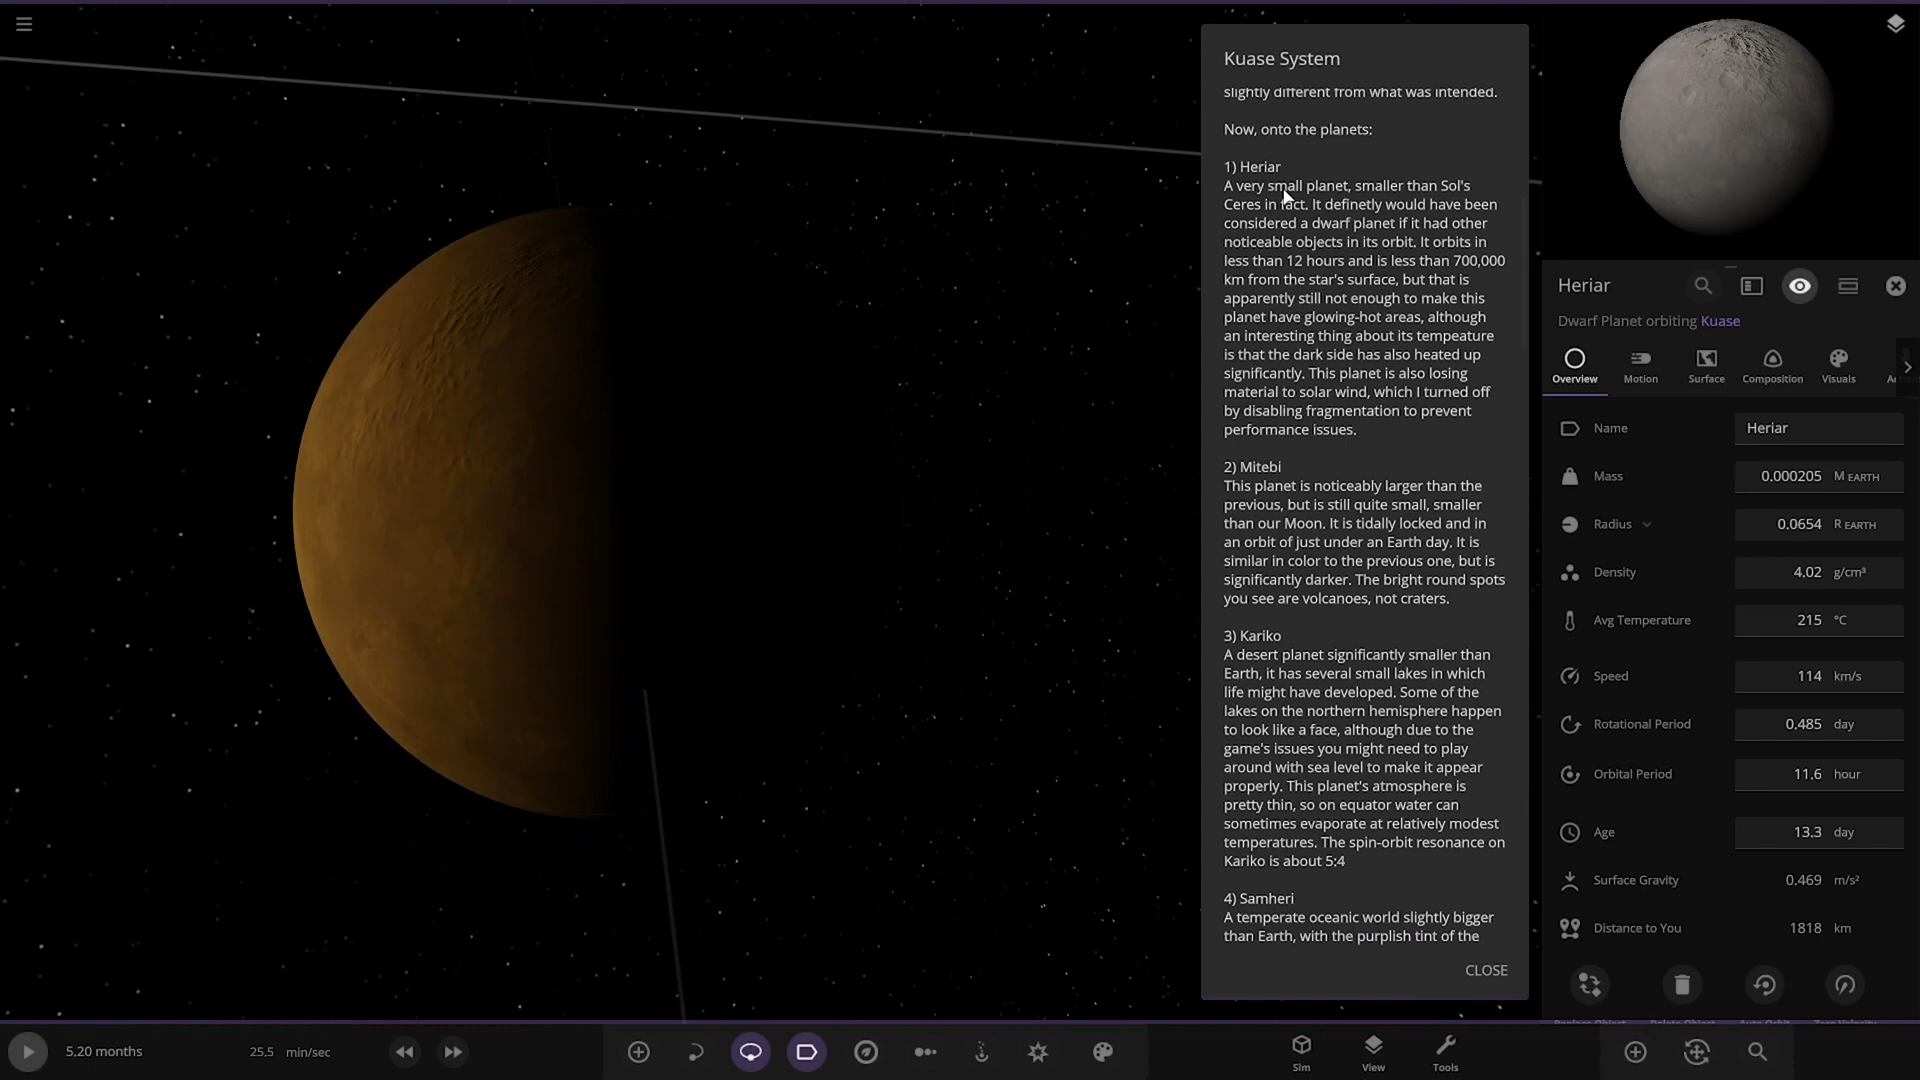 Kuase System
slightly different from what was intended.
Now, onto the planets:
1) Heriar
A very small planet, smaller than Sol's
Ceres in fact. It definetly would have been
considered a dwarf planet if it had other
noticeable objects in its orbit. It orbits in
less than 12 hours and is less than 700,000
km from the star's surface, but that is
apparently still not enough to make this
planet have glowing-hot areas, although
an interesting thing about its tempeature
is that the dark side has also heated up
significantly. This planet is also losing
material to solar wind, which I turned off
by disabling fragmentation to prevent
performance issues.
2) Mitebi
This planet is noticeably larger than the
previous, but is still quite small, smaller
than our Moon. It is tidally locked and in
an orbit of just under an Earth day. It is
similar in color to the previous one, but is
significantly darker. The bright round spots
you see are volcanoes, not craters.
3) Kariko
A desert planet significantly smaller than
Earth, it has several small lakes in which
life might have developed. Some of the
lakes on the northern hemisphere happen
to look like a face, although due to the
game's issues you might need to play
around with sea level to make it appear
properly. This planet's atmosphere is
pretty thin, so on equator water can
sometimes evaporate at relatively modest
temperatures. The spin-orbit resonance on
Kariko is about 5:4
4) Samheri
A temperate oceanic world slightly bigger
than Earth, with the purplish tint of the
CLOSE
Heriar
Dwarf Planet orbiting Kuase
Overview Motion Surface Composition Visuals
Name Heriar
Mass 0.000205 M EARTH
Radius 0.0654 R EARTH
Density 4.02 g/cm³
Avg Temperature 215 °C
Speed 114 km/s
Rotational Period 0.485 day
Orbital Period 11.6 hour
Age 13.3 day
Surface Gravity 0.469 m/s²
Distance to You 1818 km
5.20 months 25.5 min/sec
Sim View Tools